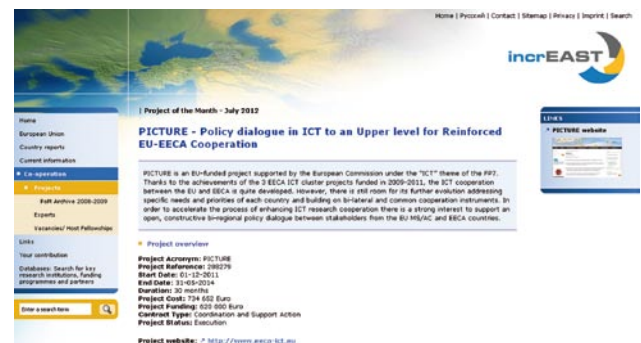 Home | Русский | Contact | Sitemap | Privacy | Imprint | Search
incrEAST
| Project of the Month - July 2012
PICTURE - Policy dialogue in ICT to an Upper level for Reinforced
EU-EECA Cooperation
PICTURE is an EU-funded project supported by the European Commission under the "ICT" theme of the FP7.
Thanks to the achievements of the 3 EECA ICT cluster projects funded in 2009-2011, the ICT cooperation
between the EU and EECA is quite developed. However, there is still room for its further evolution addressing
specific needs and priorities of each country and building on bi-lateral and common cooperation instruments. In
order to accelerate the process of enhancing ICT research cooperation there is a strong interest to support an
open, constructive bi-regional policy dialogue between stakeholders from the EU MS/AC and EECA countries.
Project overview
Project Acronym: PICTURE
Project Reference: 288279
Start Date: 01-12-2011
End Date: 31-05-2014
Duration: 30 months
Project Cost: 734 652 Euro
Project Funding: 620 000 Euro
Contract Type: Coordination and Support Action
Project Status: Execution
Project website: http://www.eeca-ict.eu
Home
European Union
Country reports
Current information
Co-operation
Projects
PoM Archive 2008-2009
Experts
Vacancies/ Host Fellowships
Links
Your contribution
Databases: Search for key
research institutions, funding
programmes and partners
Enter a search term
LINKS
PICTURE website